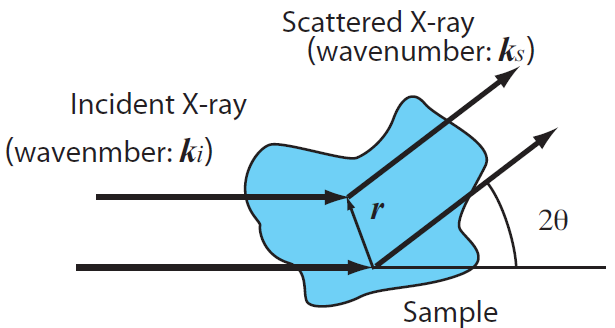 Scattered X-ray
(wavenumber: ks)
Incident X-ray
(wavenmber: ki)
r
2θ
Sample